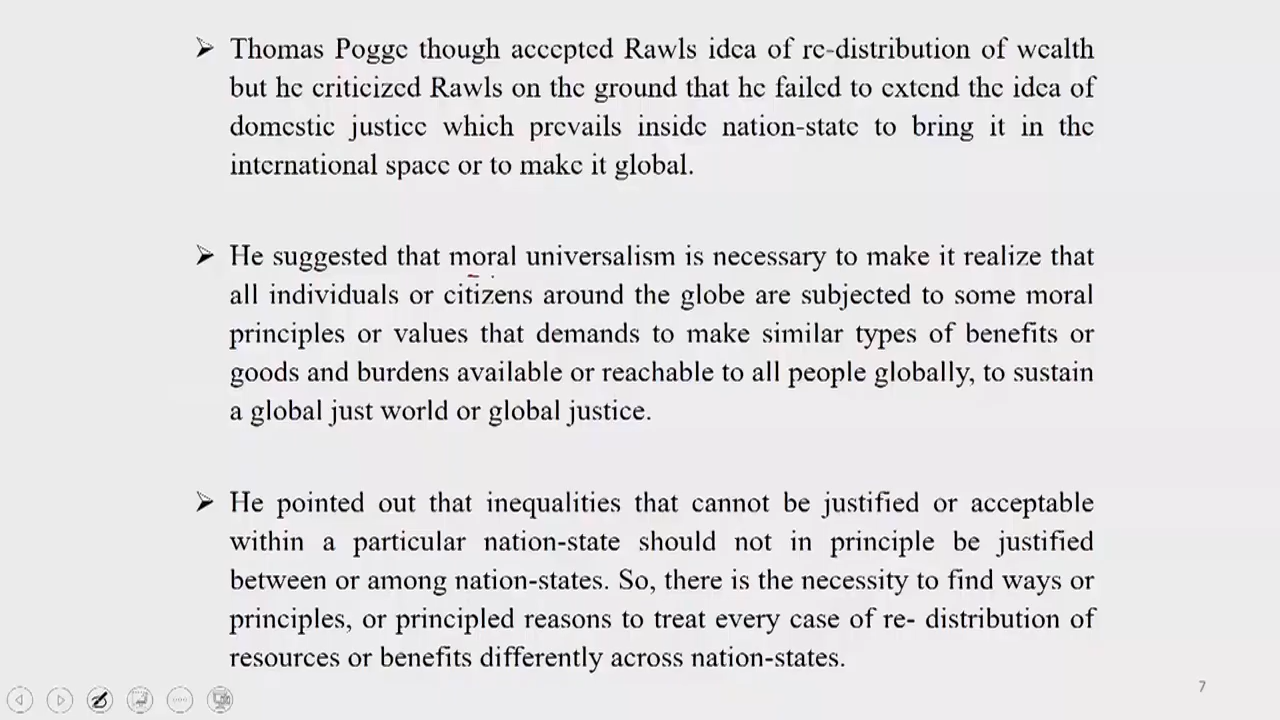 Thomas Pogge though accepted Rawls idea of re-distribution of wealth
but he criticized Rawls on the ground that he failed to extend the idea of
domestic justice which prevails inside nation-state to bring it in the
international space or to make it global.
He suggested that moral universalism is necessary to make it realize that
all individuals or citizens around the globe are subjected to some moral
principles or values that demands to make similar types of benefits or
goods and burdens available or reachable to all people globally, to sustain
a global just world or global justice.
He pointed out that inequalities that cannot be justified or acceptable
within a particular nation-state should not in principle be justified
between or among nation-states. So, there is the necessity to find ways or
principles, or principled reasons to treat every case of re- distribution of
resources or benefits differently across nation-states.
7